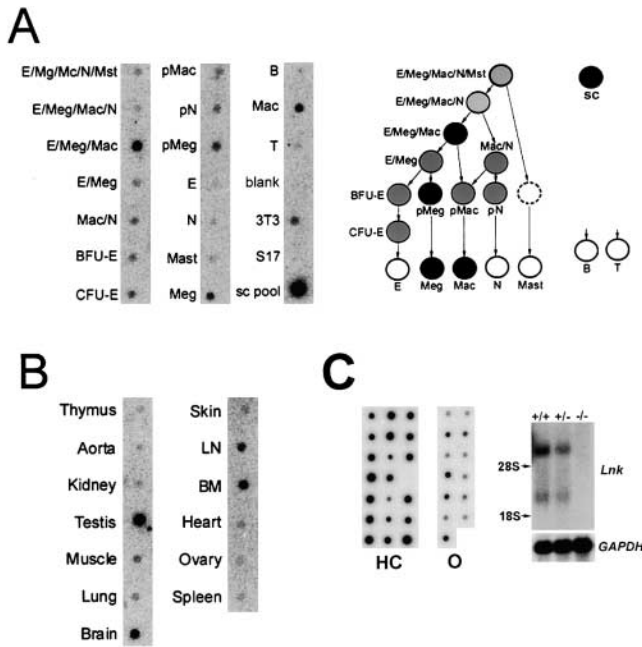 A
E/Mg/Mc/N/Mst
E/Meg/Mac/N
E/Meg/Mac
E/Meg
Mac/N
BFU-E
CFU-E
pMac
pN
pMeg
E
N
Mast
Meg
B
Mac
T
blank
3T3
S17
sc pool
E/Meg/Mac/N/Mst
E/Meg/Mac/N
E/Meg/Mac
Mac/N
E/Meg
BFU-E
pMeg
pMac
pN
CFU-E
E
Meg
Mac
N
Mast
sc
B
T
B
Thymus
Aorta
Kidney
Testis
Muscle
Lung
Brain
Skin
LN
BM
Heart
Ovary
Spleen
C
HC
O
+/+ +/- -/-
28S
18S
Lnk
GAPDH